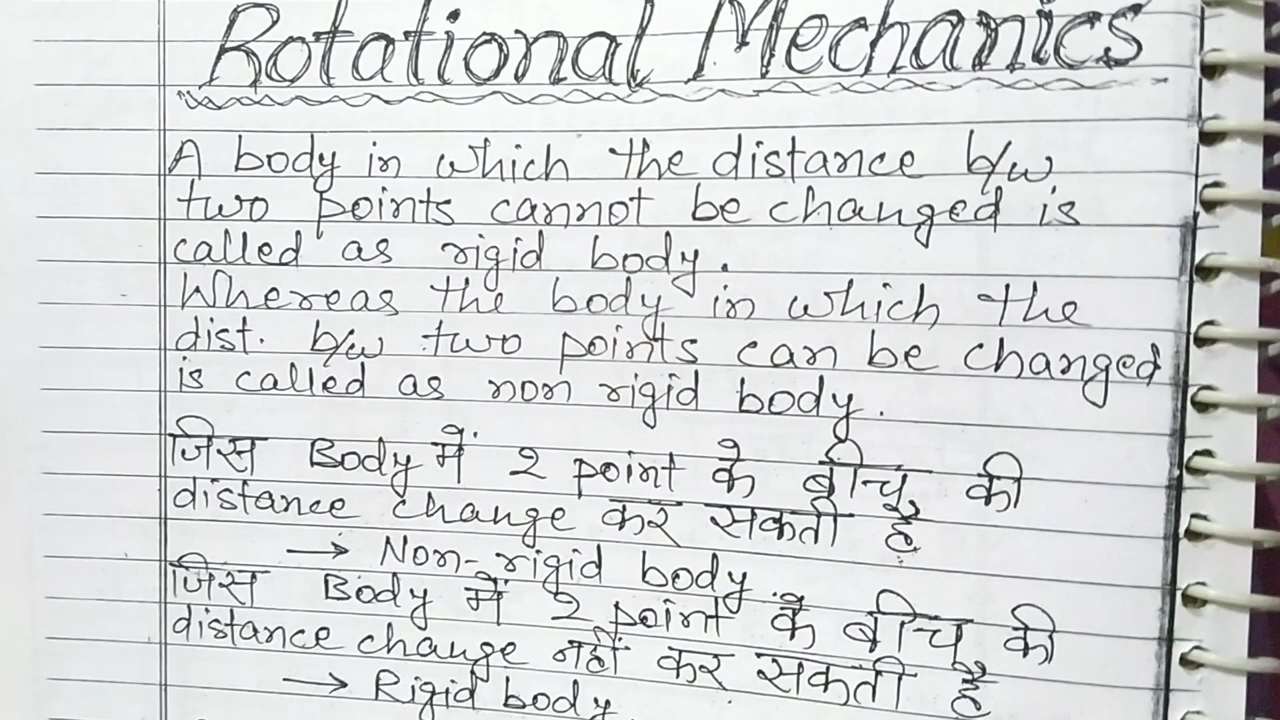 Rotational Mechanics
A body in which the distance b/w
two points cannot be changed is
called as rigid body.
Whereas the body in which the
dist. b/w two points can be changed
is called as non rigid body.
जिस Body में 2 point के बीच की
distance change कर सकती है
→ Non-rigid body
जिस Body में 2 point के बीच की
distance change नहीं कर सकती है
→ Rigid body